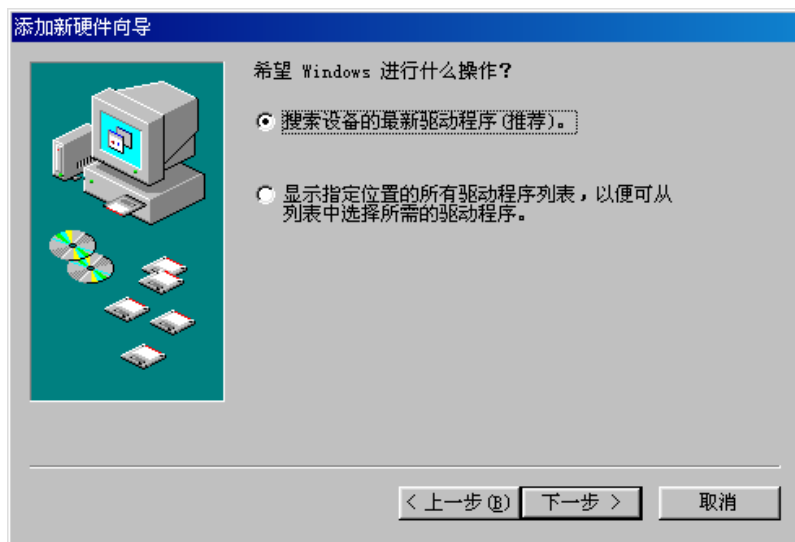 添加新硬件向导
希望 Windows 进行什么操作?
搜索设备的最新驱动程序(推荐)。
显示指定位置的所有驱动程序列表，以便可从
列表中选择所需的驱动程序。
< 上一步(B) 下一步 > 取消